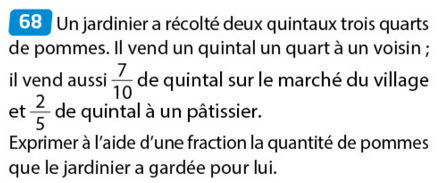 68 Un jardinier a récolté deux quintaux trois quarts
de pommes. Il vend un quintal un quart à un voisin ;
il vend aussi 7/10 de quintal sur le marché du village
et 2/5 de quintal à un pâtissier.
Exprimer à l'aide d'une fraction la quantité de pommes
que le jardinier a gardée pour lui.